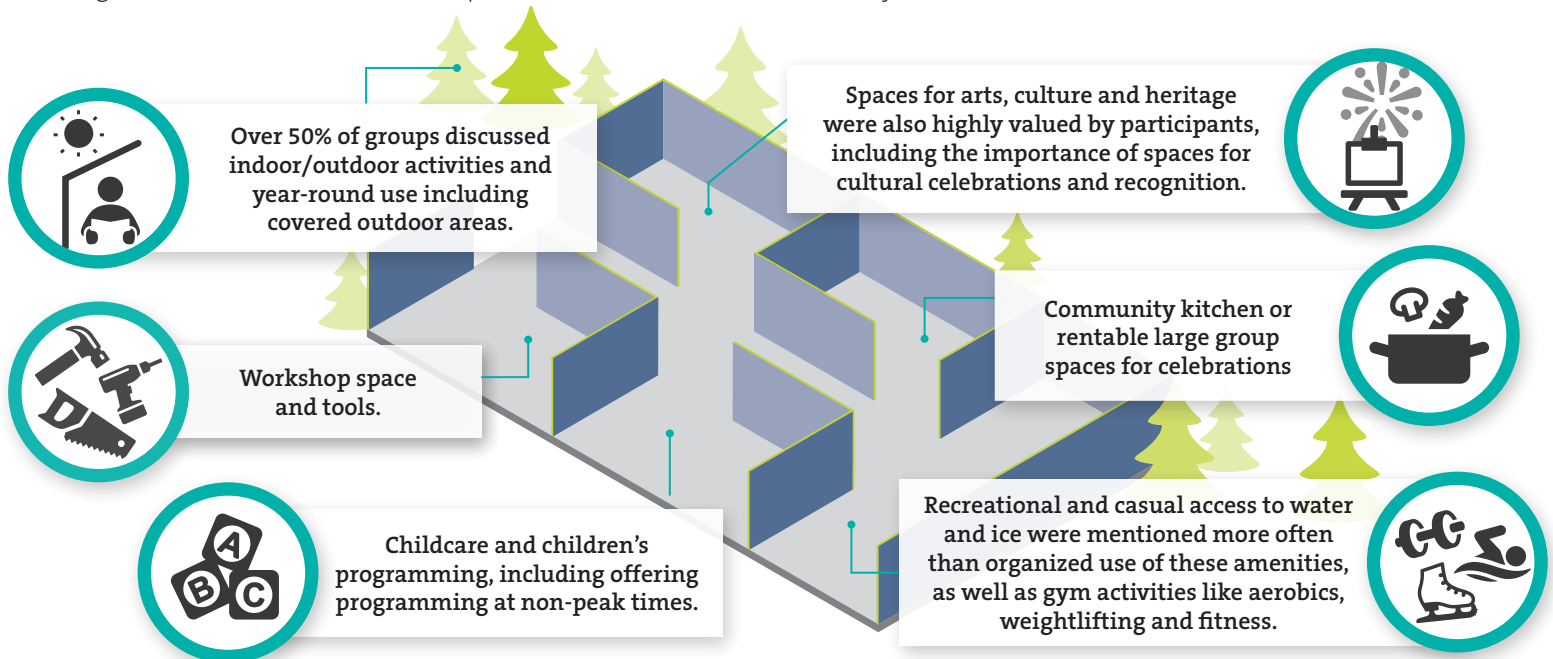 Over 50% of groups discussed
indoor/outdoor activities and
year-round use including
covered outdoor areas.
Spaces for arts, culture and heritage
were also highly valued by participants,
including the importance of spaces for
cultural celebrations and recognition.
Workshop space
and tools.
Community kitchen or
rentable large group
spaces for celebrations
Childcare and children’s
programming, including offering
programming at non-peak times.
A
B
C
Recreational and casual access to water
and ice were mentioned more often
than organized use of these amenities,
as well as gym activities like aerobics,
weightlifting and fitness.